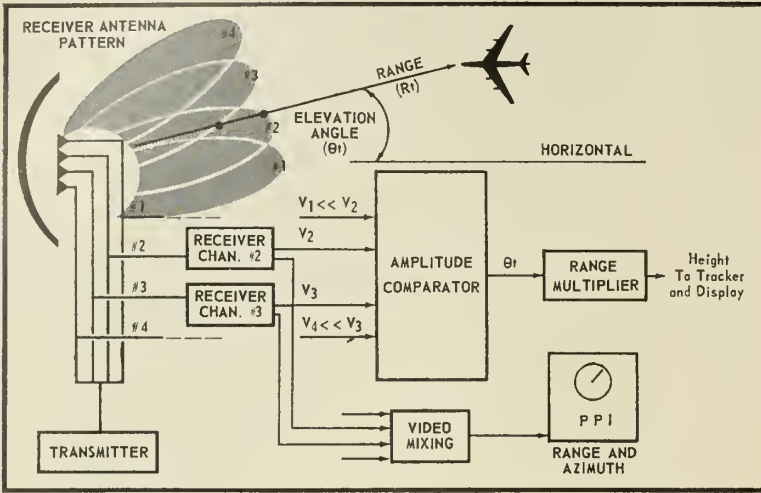 RECEIVER ANTENNA
PATTERN
#4
#3
#2
#1
RANGE
(Rt)
ELEVATION
ANGLE
(θt)
HORIZONTAL
#1
#2
#3
#4
RECEIVER
CHAN. #2
RECEIVER
CHAN. #3
V1 << V2
V2
V3
V4 << V3
AMPLITUDE
COMPARATOR
θt
RANGE
MULTIPLIER
Height
To Tracker
and Display
TRANSMITTER
VIDEO
MIXING
PPI
RANGE AND
AZIMUTH